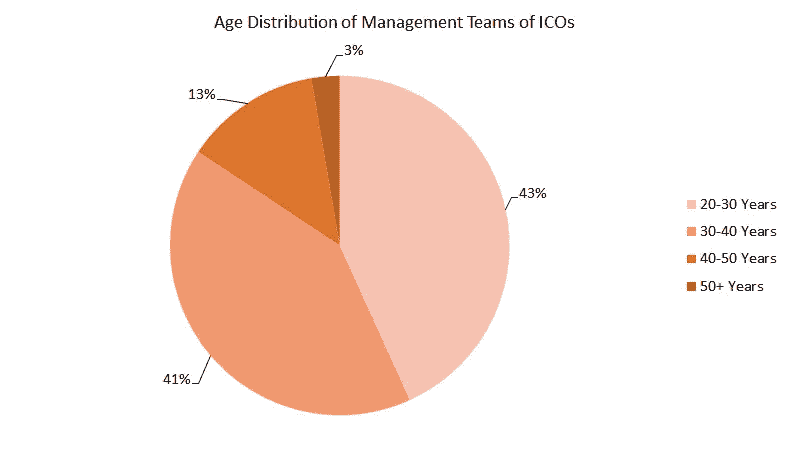 Age Distribution of Management Teams of ICOs
3%
13%
43%
41%
20-30 Years
30-40 Years
40-50 Years
50+ Years